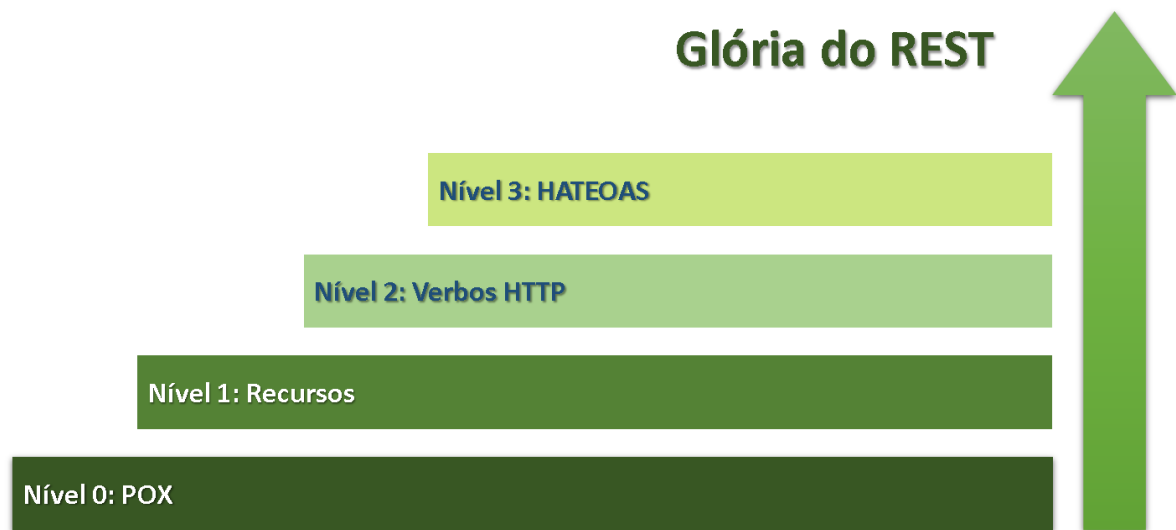 Glória do REST
Nível 3: HATEOAS
Nível 2: Verbos HTTP
Nível 1: Recursos
Nível 0: POX